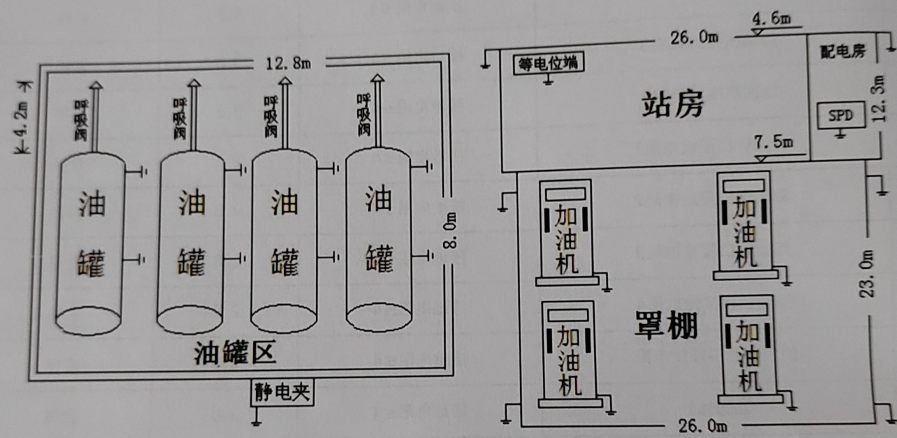 12.8m
4.2m
呼吸阀
呼吸阀
呼吸阀
呼吸阀
油罐
油罐
油罐
油罐
8.0m
油罐区
静电夹
26.0m
4.6m
等电位端
配电房
站房
SPD
12.3m
7.5m
加油机
加油机
23.0m
罩棚
加油机
加油机
26.0m